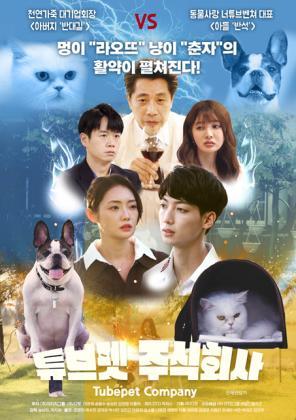 천연가죽 대기업회장
<아버지 '반대길'>
VS
동물사랑 너튜브벤쳐 대표
<아들 '반석'>
멍이 "라오뜨" 냥이 "춘자"의
활약이 펼쳐진다!
튜브펫 주식회사
Tubepet Company